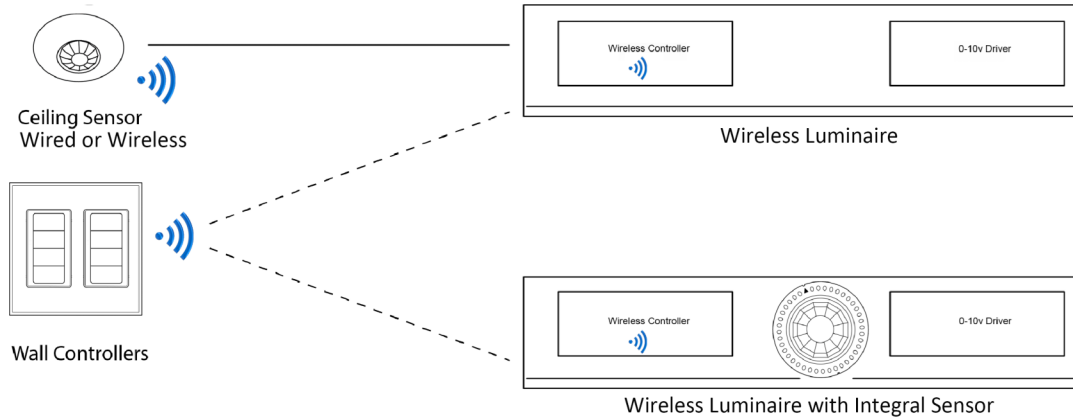 Wireless Controller
0-10v Driver
Ceiling Sensor
Wired or Wireless
Wireless Luminaire
Wireless Controller
0-10v Driver
Wall Controllers
Wireless Luminaire with Integral Sensor